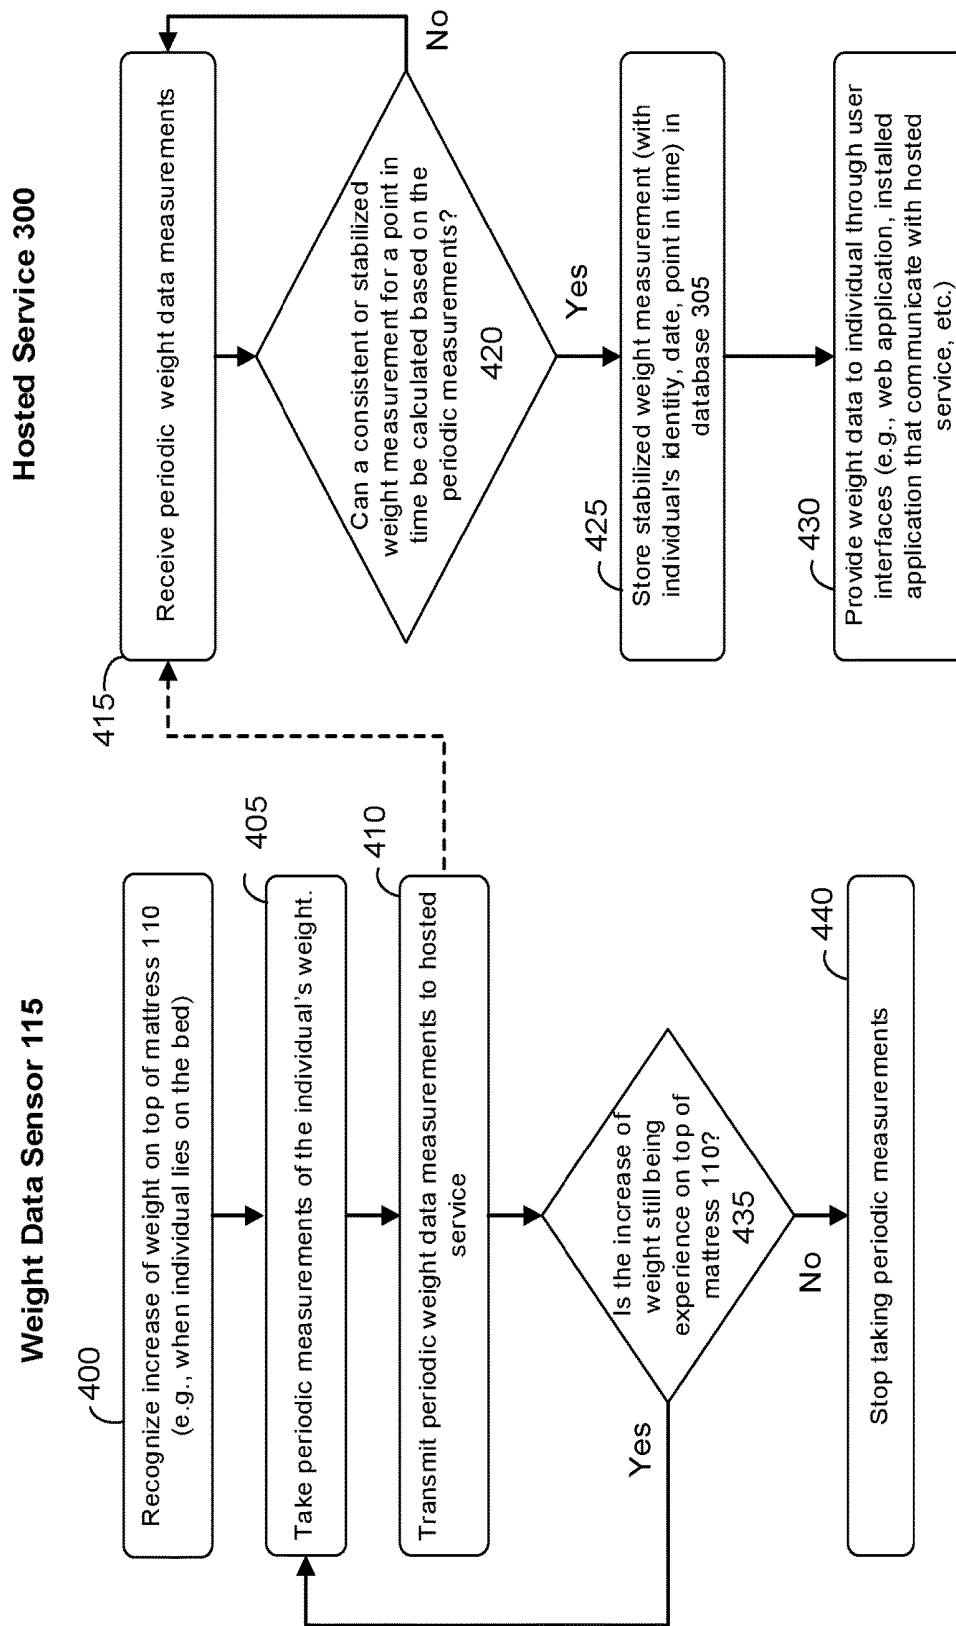 Weight Data Sensor 115
400
Recognize increase of weight on top of mattress 110
(e.g., when individual lies on the bed)
405
Take periodic measurements of the individual's weight.
410
Transmit periodic weight data measurements to hosted
service
Is the increase of
weight still being
experience on top of
mattress 110?
435
Yes
No
440
Stop taking periodic measurements
Hosted Service 300
415
Receive periodic weight data measurements
Can a consistent or stabilized
weight measurement for a point in
time be calculated based on the
periodic measurements?
420
No
Yes
425
Store stabilized weight measurement (with
individual's identity, date, point in time) in
database 305
430
Provide weight data to individual through user
interfaces (e.g., web application, installed
application that communicate with hosted
service, etc.)